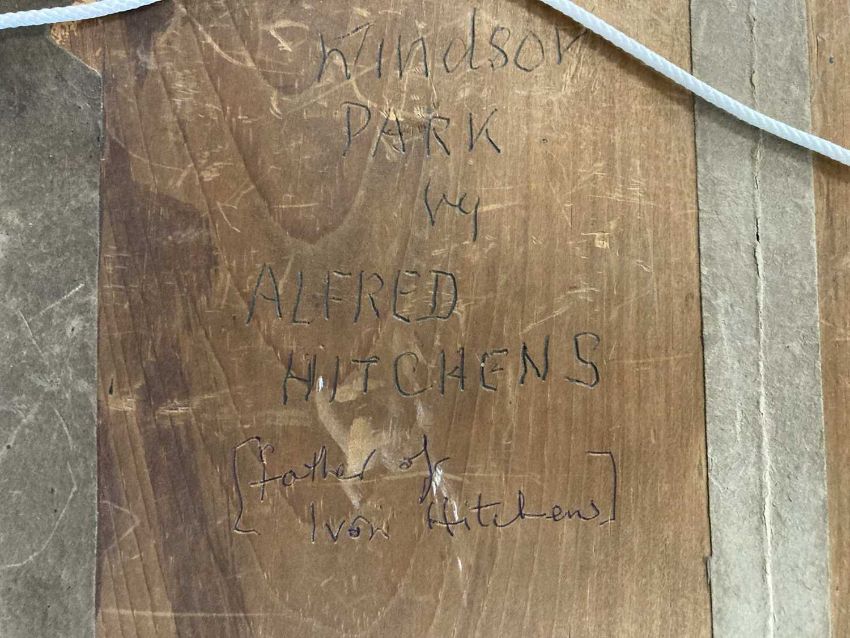 Windsor
PARK
by
ALFRED
HITCHENS
[father of
Ivon Hitchens]